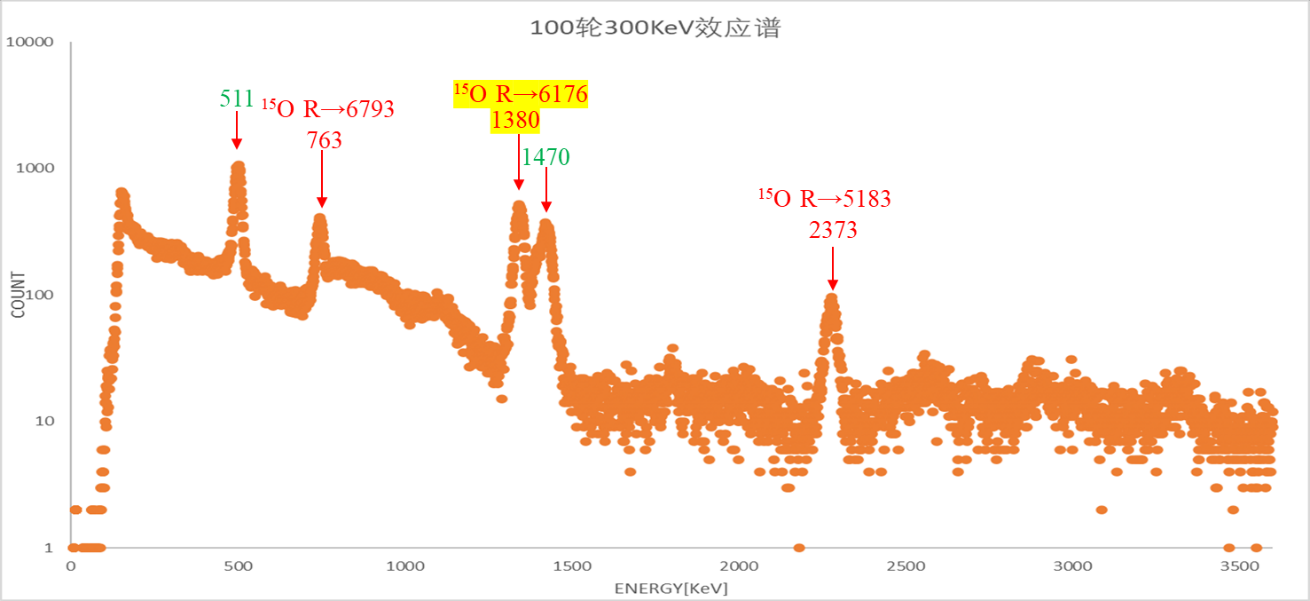 100轮300KeV效应谱
10000
1000
100
10
1
COUNT
511
¹⁵O R→6793
763
¹⁵O R→6176
1380
1470
¹⁵O R→5183
2373
0 500 1000 1500 2000 2500 3000 3500
ENERGY[KeV]